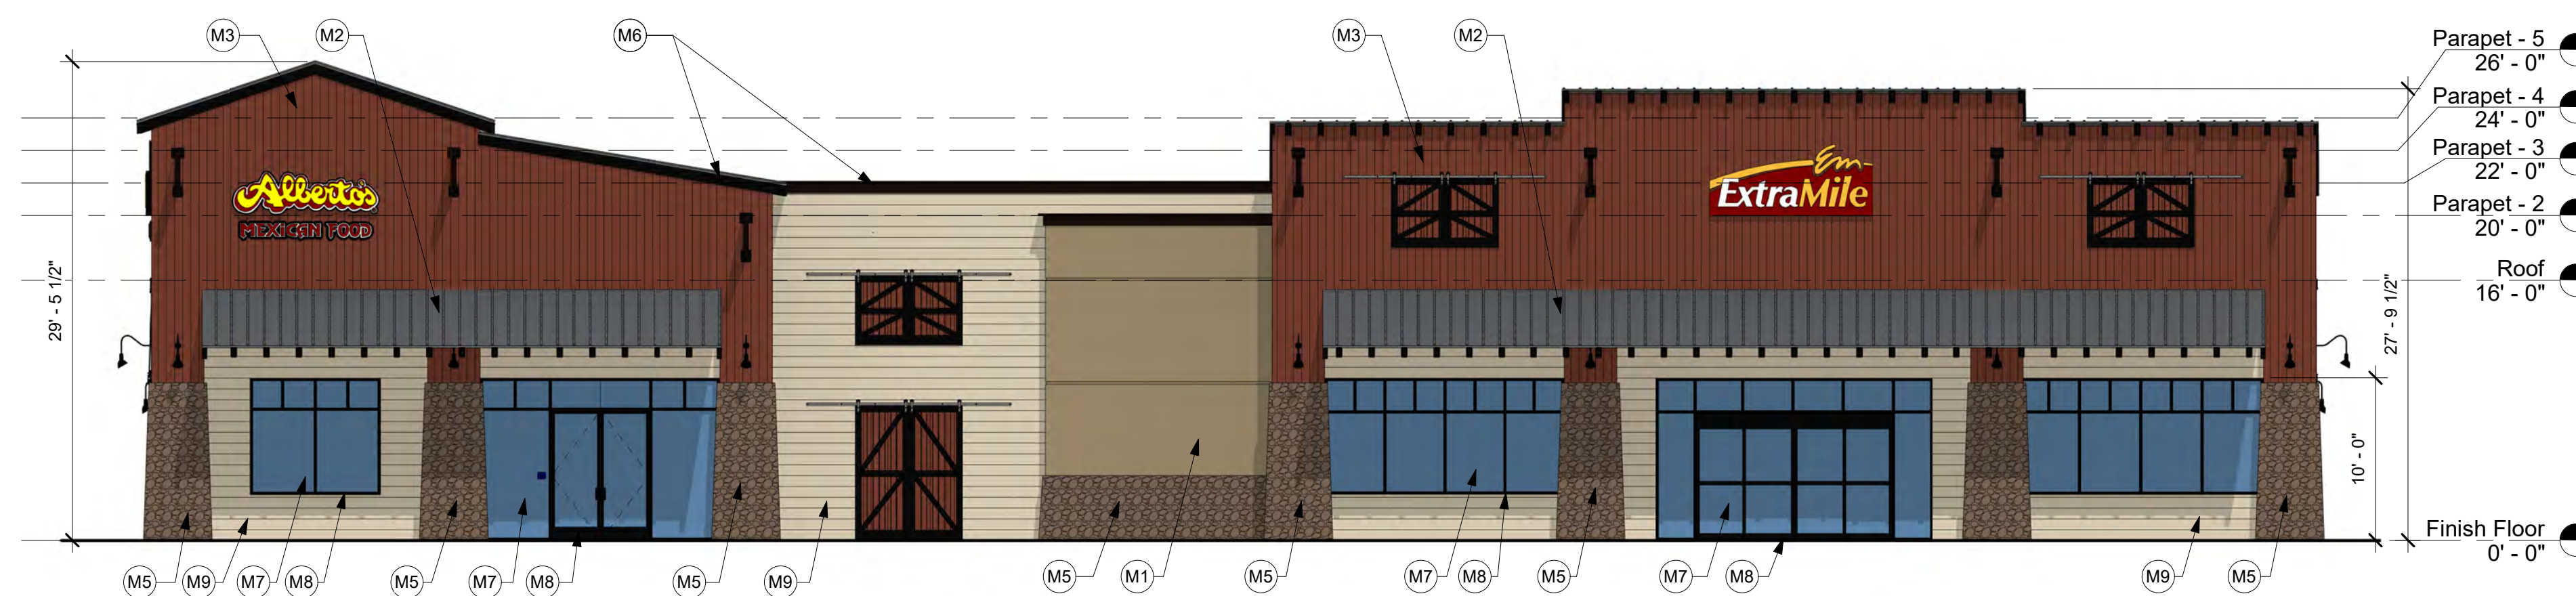 M3
M2
M6
M3
M2
Parapet - 5
26' - 0"
Parapet - 4
24' - 0"
Parapet - 3
22' - 0"
Parapet - 2
20' - 0"
Roof
16' - 0"
Finish Floor
0' - 0"
29' - 5 1/2"
27' - 9 1/2"
10' - 0"
Alberto's
MEXICAN FOOD
Em
ExtraMile
M5
M9
M7
M8
M5
M7
M8
M5
M9
M5
M1
M5
M7
M8
M5
M7
M8
M9
M5